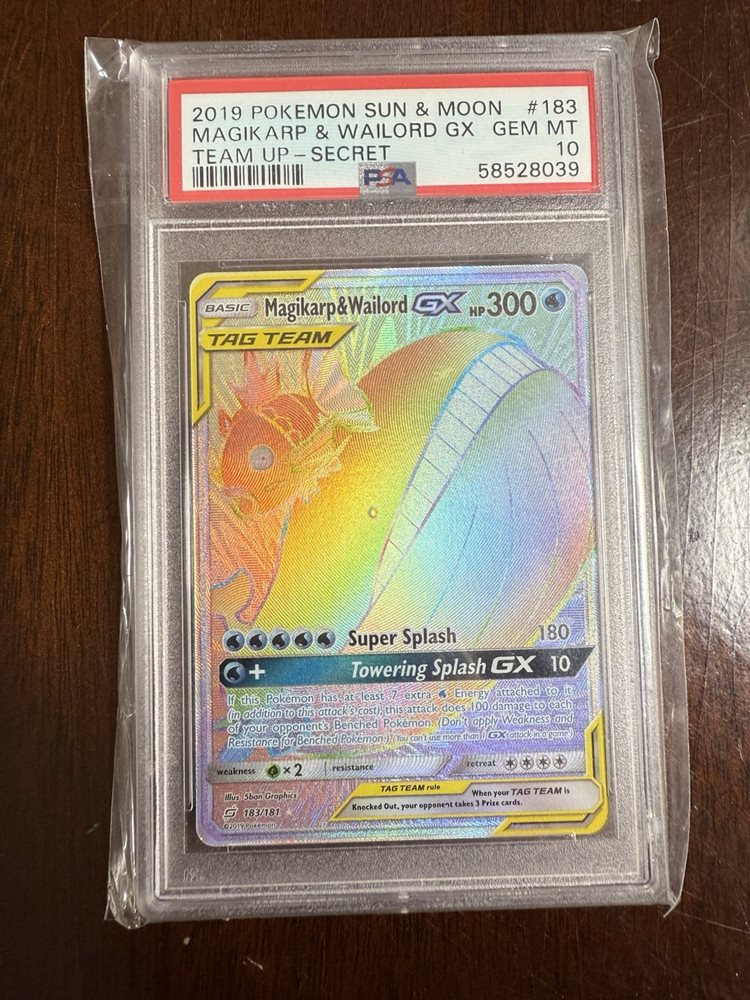 2019 POKEMON SUN & MOON #183
MAGIKARP & WAILORD GX GEM MT
TEAM UP - SECRET 10
PSA 58528039
BASIC Magikarp&Wailord GX HP300
TAG TEAM
Super Splash 180
+ Towering Splash GX 10
If this Pokémon has at least 7 extra Energy attached to it
(in addition to this attack's cost), this attack does 100 damage to each
of your opponent's Benched Pokémon. (Don't apply Weakness and
Resistance for Benched Pokémon.) (You can't use more than 1 GX attack in a game.)
weakness ×2 resistance retreat
Illus. 5ban Graphics
183/181
©2019 Pokémon
TAG TEAM rule When your TAG TEAM is
Knocked Out, your opponent takes 3 Prize cards.